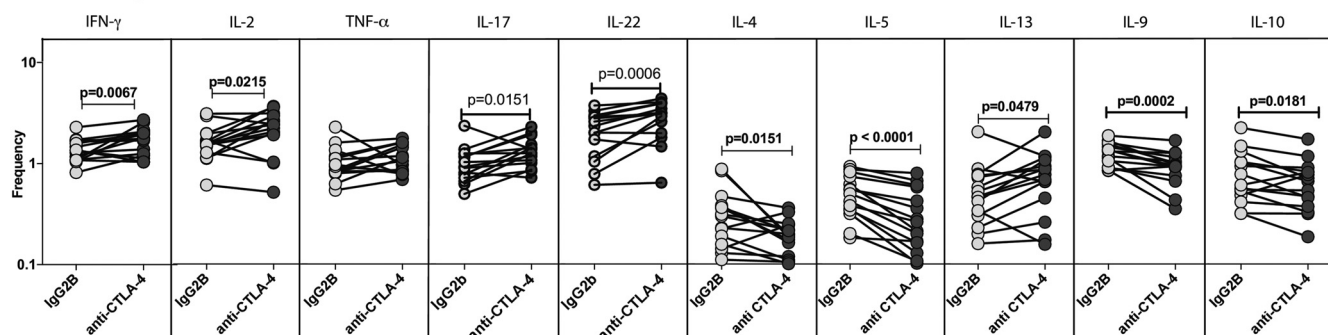 IFN-γ IL-2 TNF-α IL-17 IL-22 IL-4 IL-5 IL-13 IL-9 IL-10
Frequency
10
1
0.1
p=0.0067
p=0.0215
p=0.0151
p=0.0006
p=0.0151
p < 0.0001
p=0.0479
p=0.0002
p=0.0181
IgG2B anti-CTLA-4 IgG2B anti-CTLA-4 IgG2B anti-CTLA-4 IgG2b anti-CTLA-4 IgG2b anti-CCTLA-4 IgG2B anti CTLA-4 IgG2B anti CTLA-4 IgG2B anti-CTLA-4 IgG2B anti-CTLA-4 IgG2B anti-CTLA-4